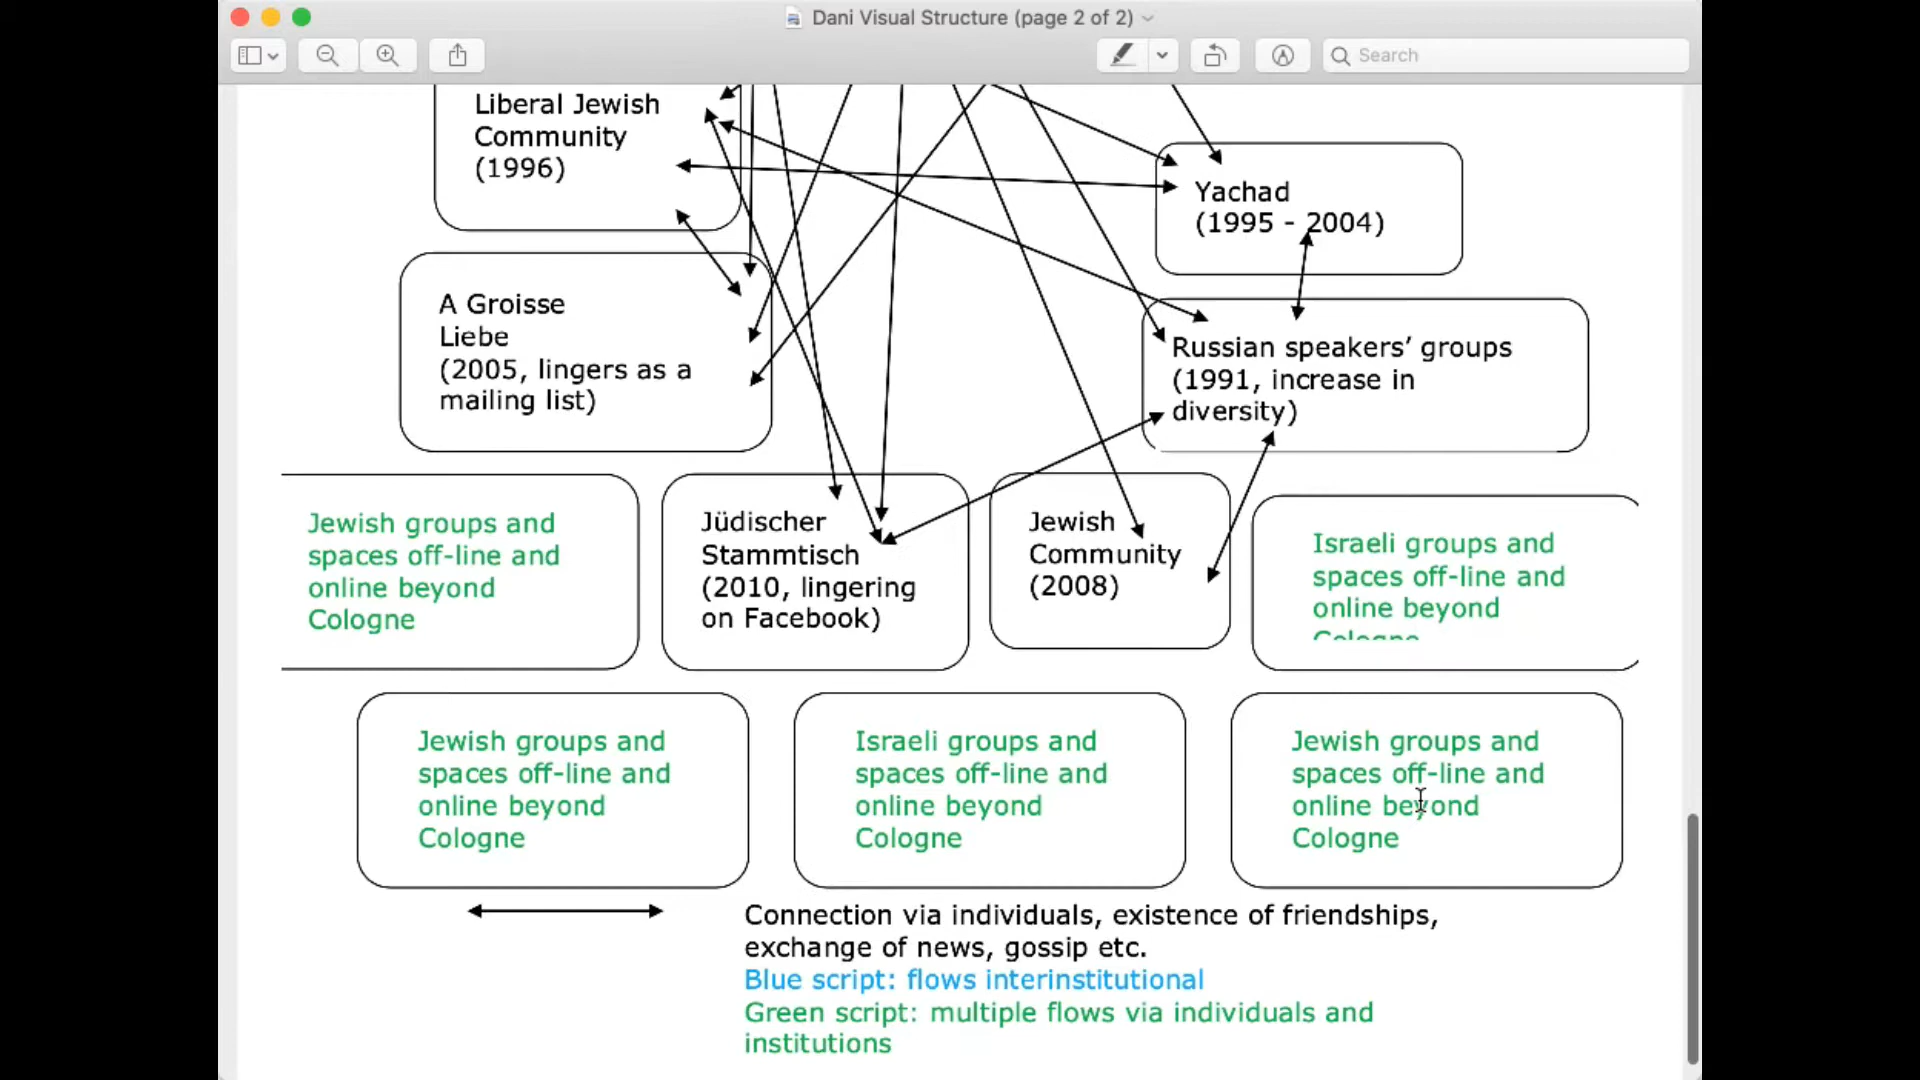 Dani Visual Structure (page 2 of 2)
Search
Liberal Jewish
Community
(1996)
Yachad
(1995 - 2004)
A Groisse
Liebe
(2005, lingers as a
mailing list)
Russian speakers’ groups
(1991, increase in
diversity)
Jewish groups and
spaces off-line and
online beyond
Cologne
Jüdischer
Stammtisch
(2010, lingering
on Facebook)
Jewish
Community
(2008)
Israeli groups and
spaces off-line and
online beyond
Cologne
Jewish groups and
spaces off-line and
online beyond
Cologne
Israeli groups and
spaces off-line and
online beyond
Cologne
Jewish groups and
spaces off-line and
online beyond
Cologne
Connection via individuals, existence of friendships,
exchange of news, gossip etc.
Blue script: flows interinstitutional
Green script: multiple flows via individuals and
institutions